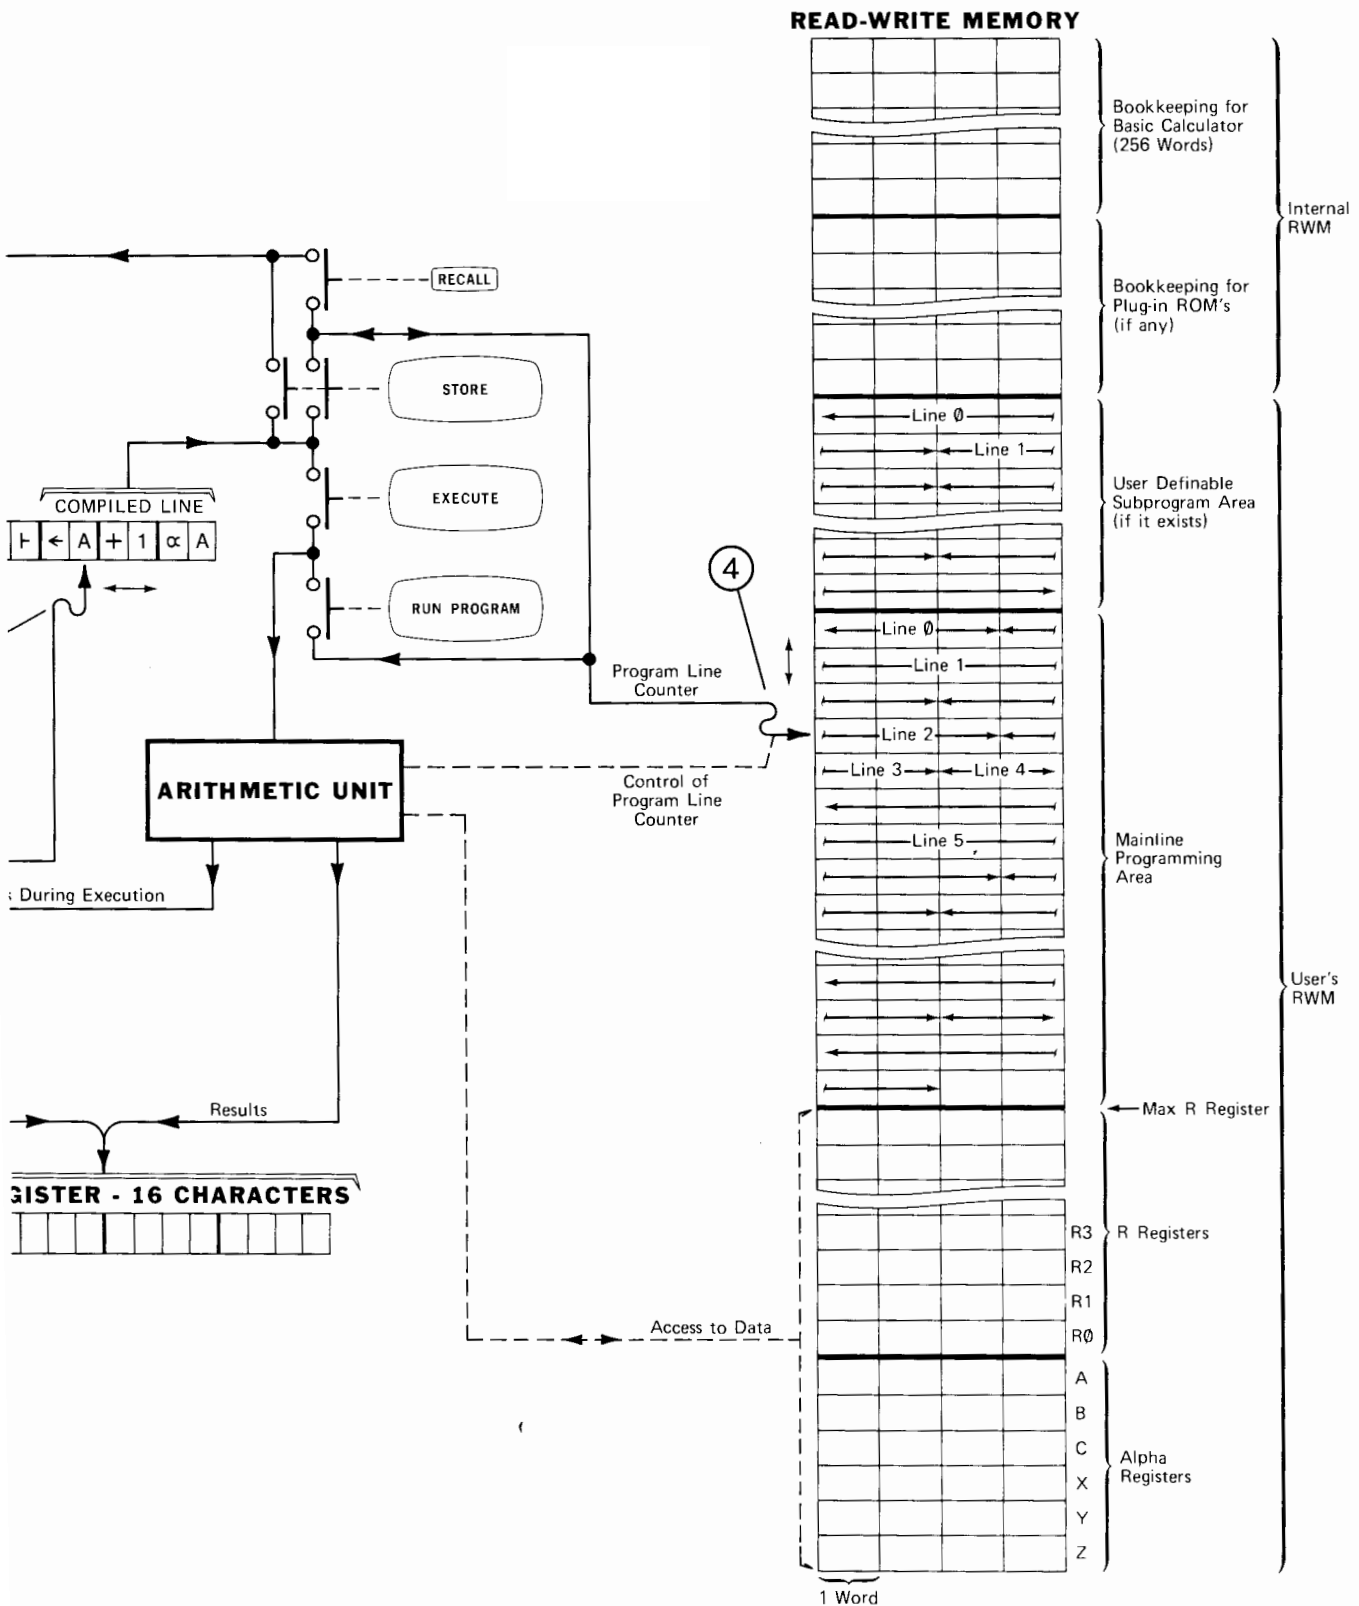 READ-WRITE MEMORY
Bookkeeping for
Basic Calculator
(256 Words)
Internal
RWM
Bookkeeping for
Plug-in ROM's
(if any)
RECALL
STORE
EXECUTE
RUN PROGRAM
COMPILED LINE
⊢ ← A + 1 ∝ A
Line 0
Line 1
User Definable
Subprogram Area
(if it exists)
4
Line 0
Line 1
Program Line
Counter
Line 2
Line 3
Line 4
Control of
Program Line
Counter
ARITHMETIC UNIT
Line 5
Mainline
Programming
Area
During Execution
User's
RWM
Results
Max R Register
GISTER - 16 CHARACTERS
R3
R Registers
R2
R1
R0
Access to Data
A
B
C
X
Y
Z
Alpha
Registers
1 Word